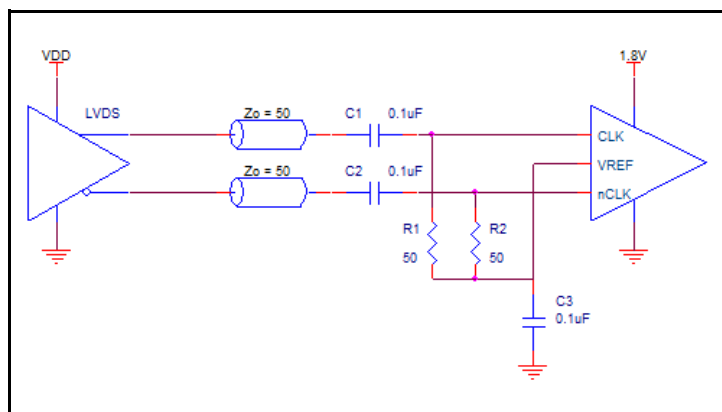 VDD
1.8V
LVDS
Zo = 50
C1
0.1uF
CLK
Zo = 50
C2
0.1uF
VREF
nCLK
R1
R2
50
50
C3
0.1uF